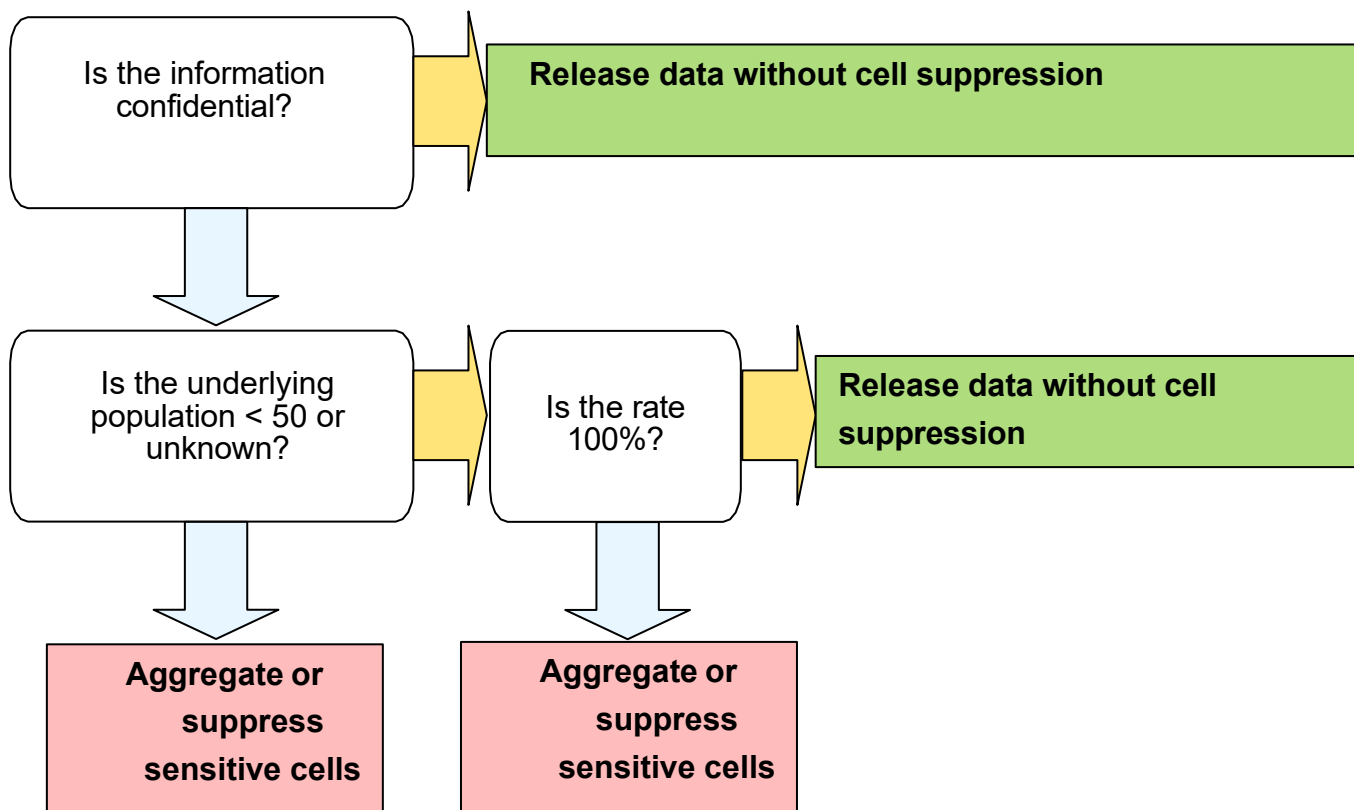 Is the information
confidential?
Release data without cell suppression
Is the underlying
population < 50 or
unknown?
Is the rate
100%?
Release data without cell
suppression
Aggregate or
suppress
sensitive cells
Aggregate or
suppress
sensitive cells